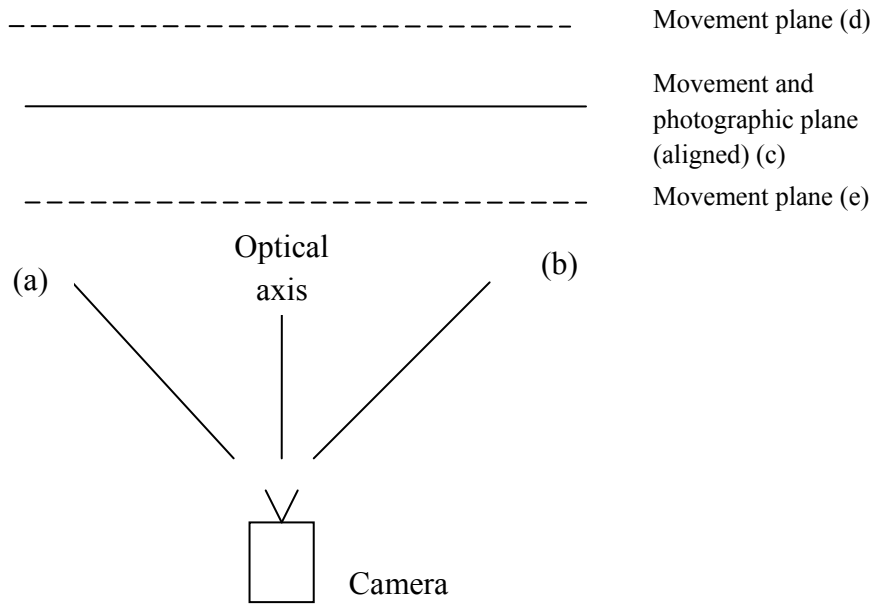 Movement plane (d)
Movement and
photographic plane
(aligned) (c)
Movement plane (e)
Optical
axis
(a)
(b)
Camera